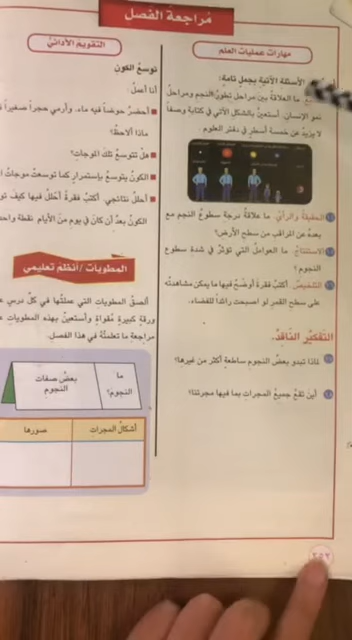 مراجعة الفصل
مهارات عمليات العلم
الأسئلة الآتية بجمل تامة:
ما العلاقة بين مراحل تطور النجم ومراحل
نمو الإنسان. أستعين بالشكل الآتي في كتابة وصفاً
لا يزيد عن خمسة أسطر في دفتر العلوم.
الحقيقة والرأي. ما علاقة درجة سطوع النجم مع
بعده عن المراقب من سطح الأرض؟
الاستنتاج. ما العوامل التي تؤثر في شدة سطوع
النجوم؟
التلخيص. أكتب فقرة أوضح فيها ما يمكن مشاهدته
على سطح القمر لو أصبحت رائداً للفضاء.
التفكير الناقد.
لماذا تبدو بعض النجوم ساطعة أكثر من غيرها؟
أين تقع جميع المجرات بما فيها مجرتنا؟
التقويم الأدائي
توسع الكون
أنا أعمل:
أحضر حوضاً فيه ماء، وأرمي حجراً صغيراً
ماذا ألاحظ؟
هل تتوسع تلك الموجات؟
الكون يتوسع باستمرار كما توسعت موجات
أحلل نتائجي. أكتب فقرة أحلل فيها كيف
الكون بعد أن كان في يوم من الأيام نقطة
المطويات / أنظم تعليمي
ألصق المطويات التي عملتها في كل درس
ورقة كبيرة مقواة وأستعين بهذه المطويات
مراجعة ما تعلمته في هذا الفصل.
ما النجوم؟
بعض صفات النجوم
أشكال المجرات
صورها
٢٥٢